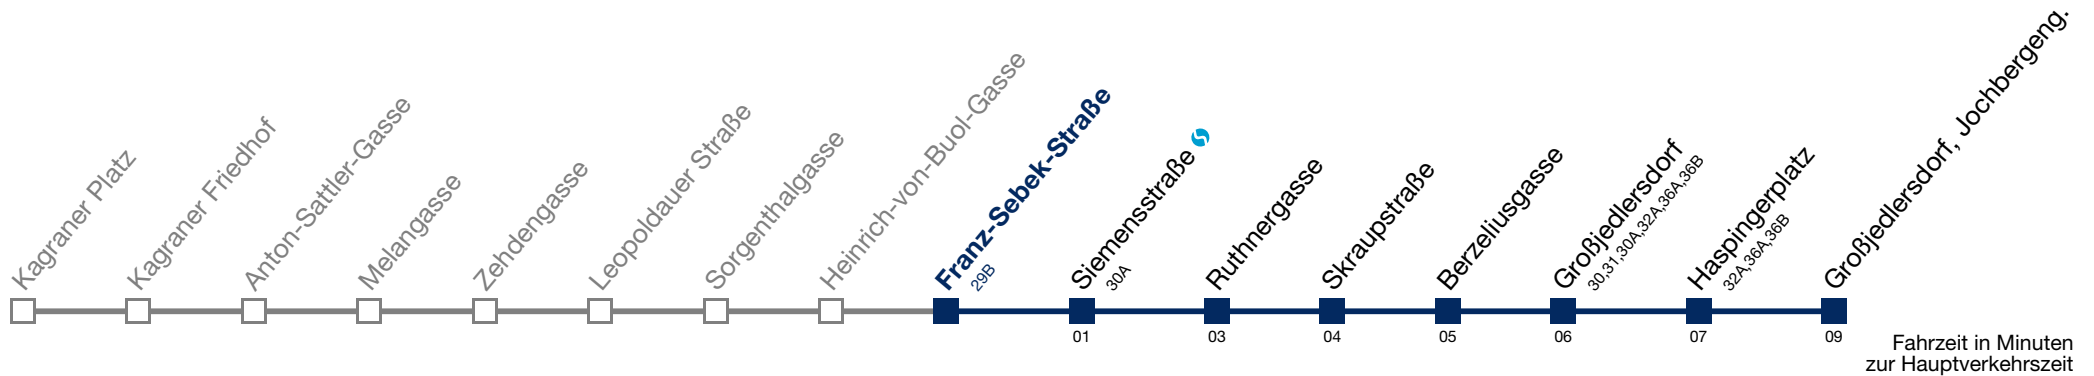 Kagraner Platz
Kagraner Friedhof
Anton-Sattler-Gasse
Melangasse
Zehdengasse
Leopoldauer Straße
Sorgenthalgasse
Heinrich-von-Buol-Gasse
Franz-Sebek-Straße
29B
Siemensstraße
30A
Ruthnergasse
Skraupstraße
Berzeliusgasse
Großjedlersdorf
30,31,30A,32A,36A,36B
Haspingerplatz
32A,36A,36B
Großjedlersdorf, Jochbergeng.
01
03
04
05
06
07
09
Fahrzeit in Minuten
zur Hauptverkehrszeit